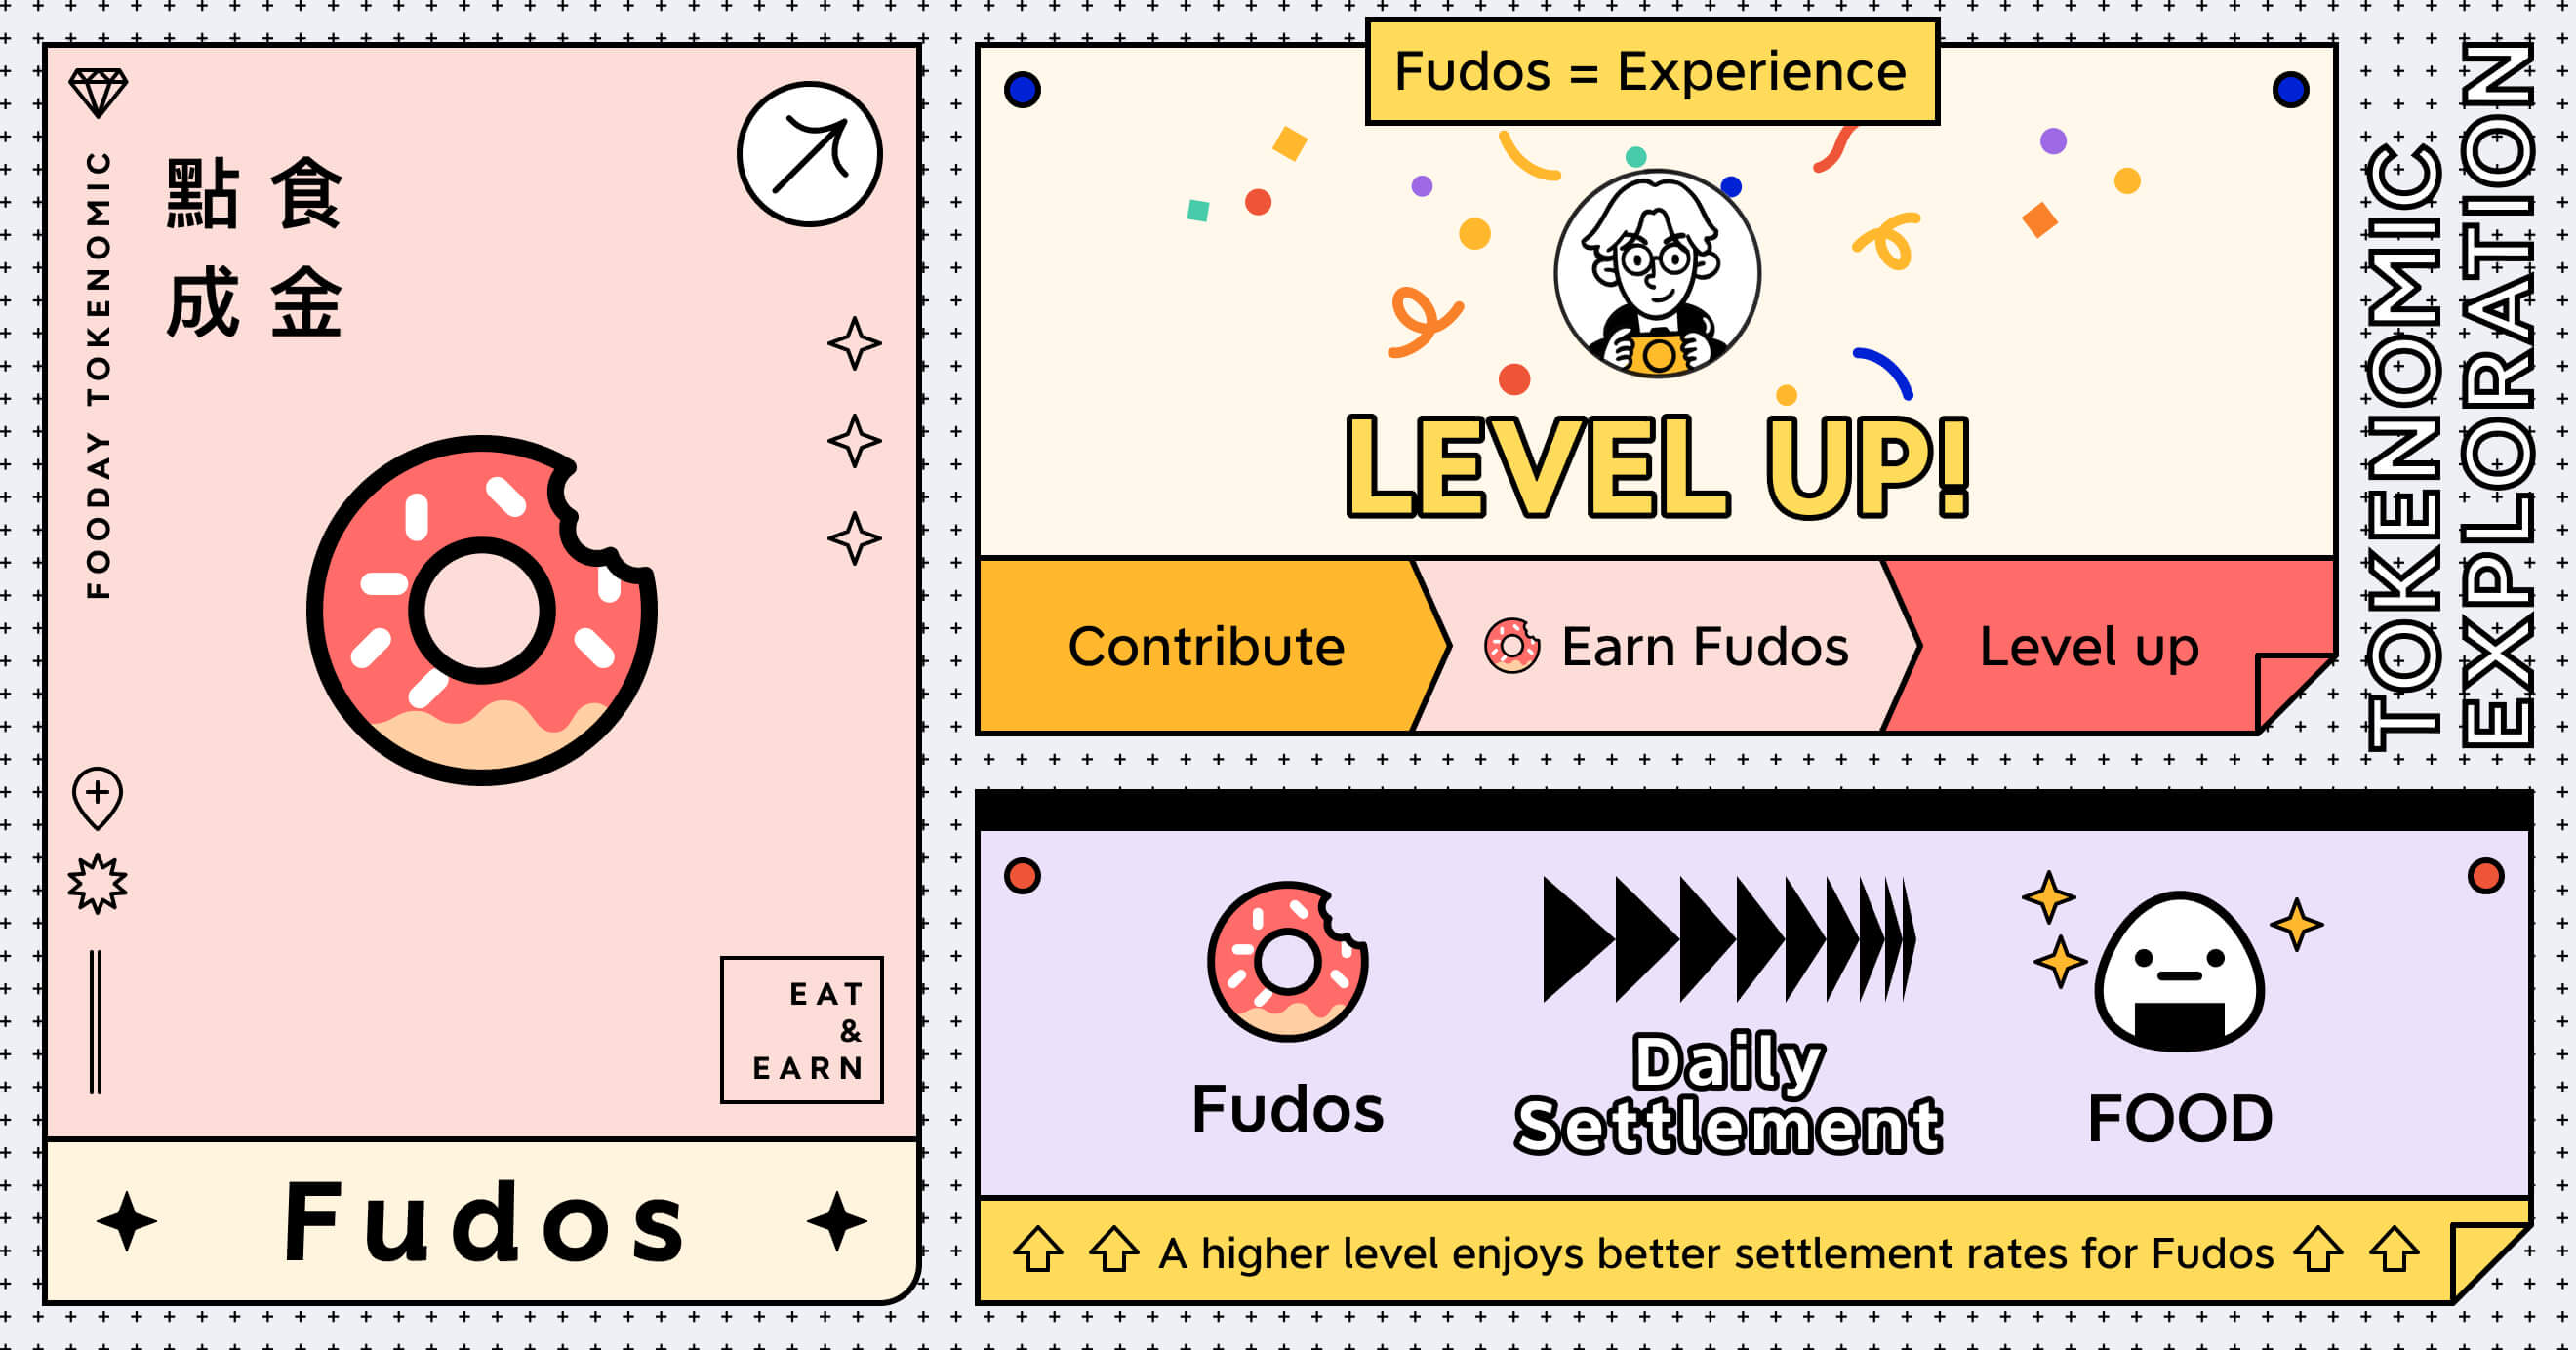 FOODAY TOKENOMIC
點食
成金
EAT
&
EARN
Fudos
Fudos = Experience
LEVEL UP!
Contribute
Earn Fudos
Level up
TOKENOMIC
EXPLORATION
Fudos
Daily
Settlement
FOOD
A higher level enjoys better settlement rates for Fudos